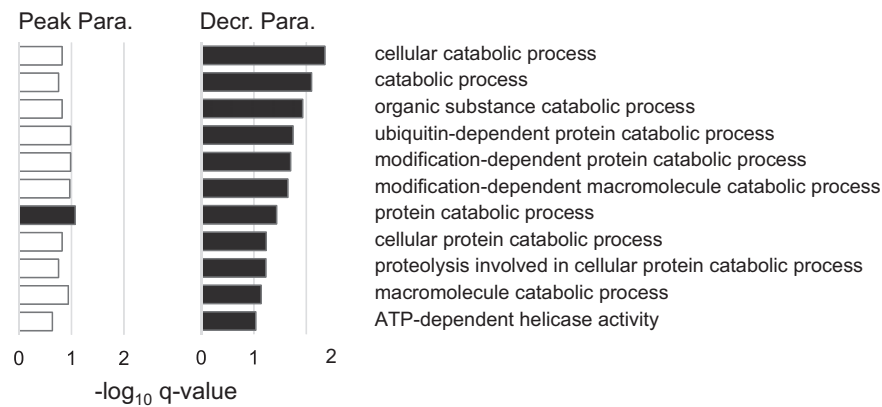 Peak Para.
Decr. Para.
cellular catabolic process
catabolic process
organic substance catabolic process
ubiquitin-dependent protein catabolic process
modification-dependent protein catabolic process
modification-dependent macromolecule catabolic process
protein catabolic process
cellular protein catabolic process
proteolysis involved in cellular protein catabolic process
macromolecule catabolic process
ATP-dependent helicase activity
0 1 2
0 1 2
-log₁₀ q-value